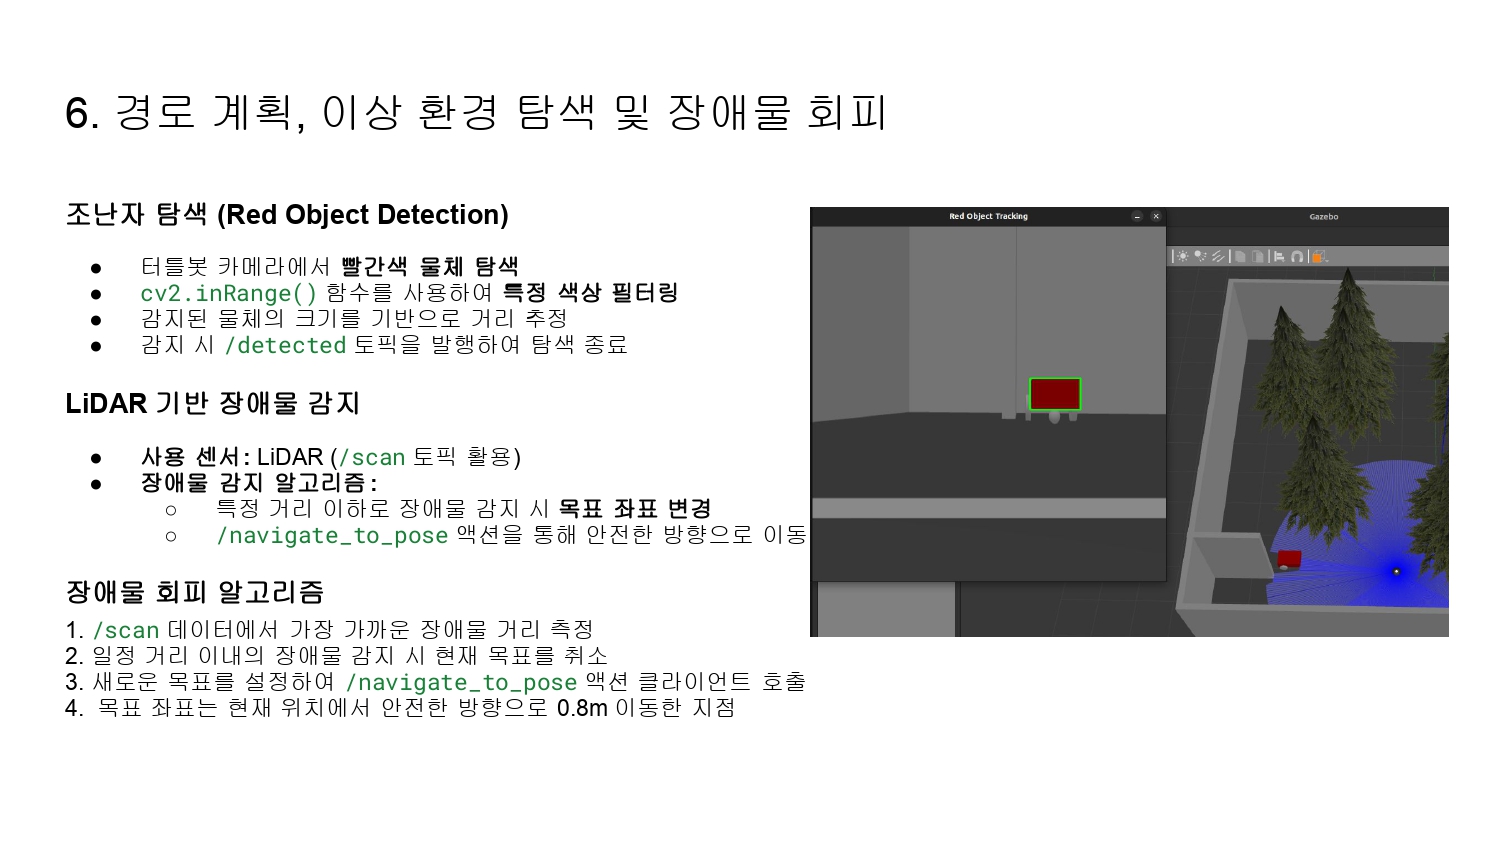 6. 경로 계획, 이상 환경 탐색 및 장애물 회피
조난자 탐색 (Red Object Detection)
● 터틀봇 카메라에서 빨간색 물체 탐색
● cv2.inRange() 함수를 사용하여 특정 색상 필터링
● 감지된 물체의 크기를 기반으로 거리 추정
● 감지 시 /detected 토픽을 발행하여 탐색 종료
LiDAR 기반 장애물 감지
● 사용 센서: LiDAR (/scan 토픽 활용)
● 장애물 감지 알고리즘:
○ 특정 거리 이하로 장애물 감지 시 목표 좌표 변경
○ /navigate_to_pose 액션을 통해 안전한 방향으로 이동
장애물 회피 알고리즘
1. /scan 데이터에서 가장 가까운 장애물 거리 측정
2. 일정 거리 이내의 장애물 감지 시 현재 목표를 취소
3. 새로운 목표를 설정하여 /navigate_to_pose 액션 클라이언트 호출
4. 목표 좌표는 현재 위치에서 안전한 방향으로 0.8m 이동한 지점
Red Object Tracking
Gazebo